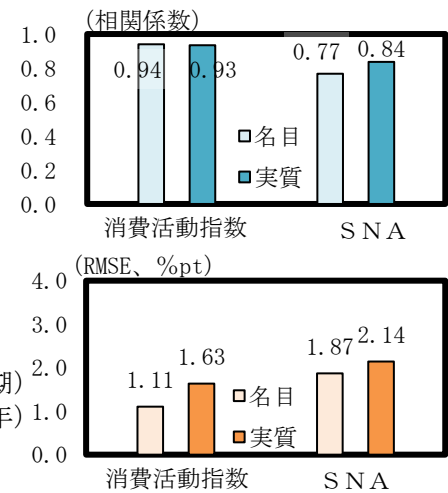 (相関係数)
1.0
0.8
0.6
0.4
0.2
0.0
0.94
0.93
0.77
0.84
名目
実質
消費活動指数
ＳＮＡ
(RMSE、%pt)
4.0
3.0
2.0
1.0
0.0
期)
年)
1.11
1.63
1.87
2.14
名目
実質
消費活動指数
ＳＮＡ